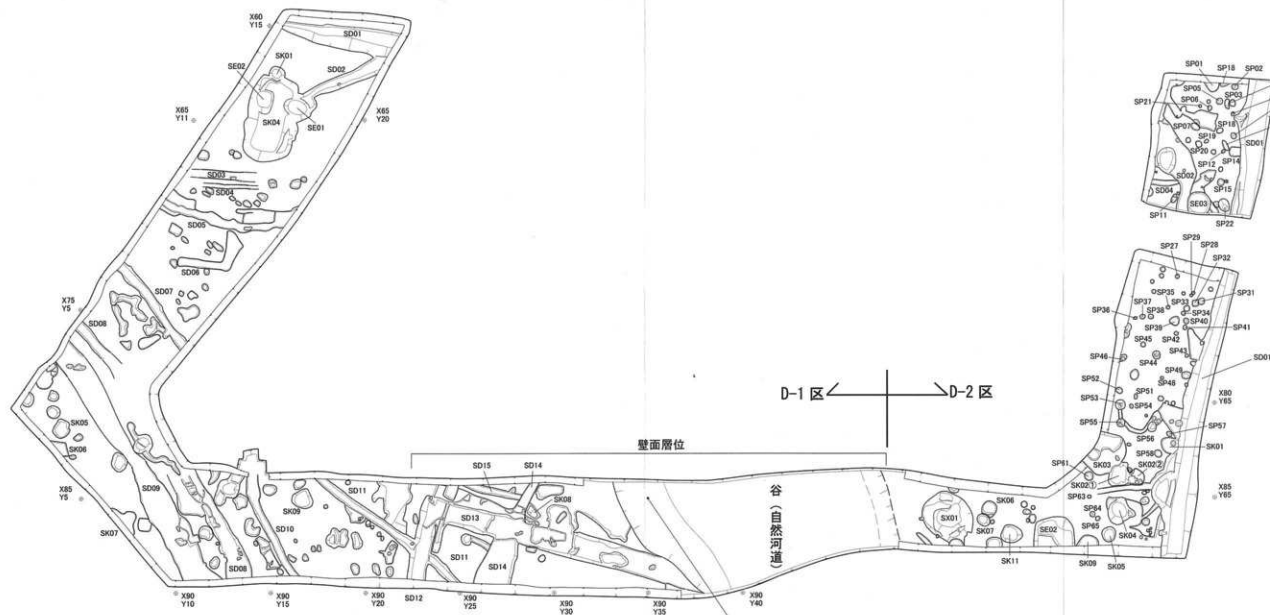 X60
Y15
SD01
SK01
SE02
SD02
X65
Y11
X65
Y20
SK04
SE01
SD03
SD04
SD05
SD06
SD07
X75
Y5
SD08
SK05
SK06
X85
Y5
SD09
SK07
SD08
SD10
SK09
SD11
SD15
SD14
SK08
SD13
SD11
SD14
SD12
X90
Y10
X90
Y15
X90
Y20
X90
Y25
X90
Y30
X90
Y35
X90
Y40
壁面層位
D-1 区
D-2 区
谷(自然河道)
SP01
SP18
SP02
SP05
SP06
SP03
SP21
SP07
SP18
SP19
SP20
SD01
SP12
SP14
SD02
SP15
SD04
SE03
SP11
SP22
SP29
SP27
SP28
SP32
SP35
SP31
SP37
SP33
SP36
SP38
SP34
SP40
SP39
SP41
SP42
SP45
SP43
SP46
SP44
SD01
SP49
SP48
SP52
SP51
X80
Y65
SP53
SP54
SP55
SP57
SP56
SK01
SP58
SP61
SK03
SK02②
SK02①
SP63
X85
Y65
SK06
SP64
SX01
SK07
SP65
SE02
SK04
SK11
SK09
SK05